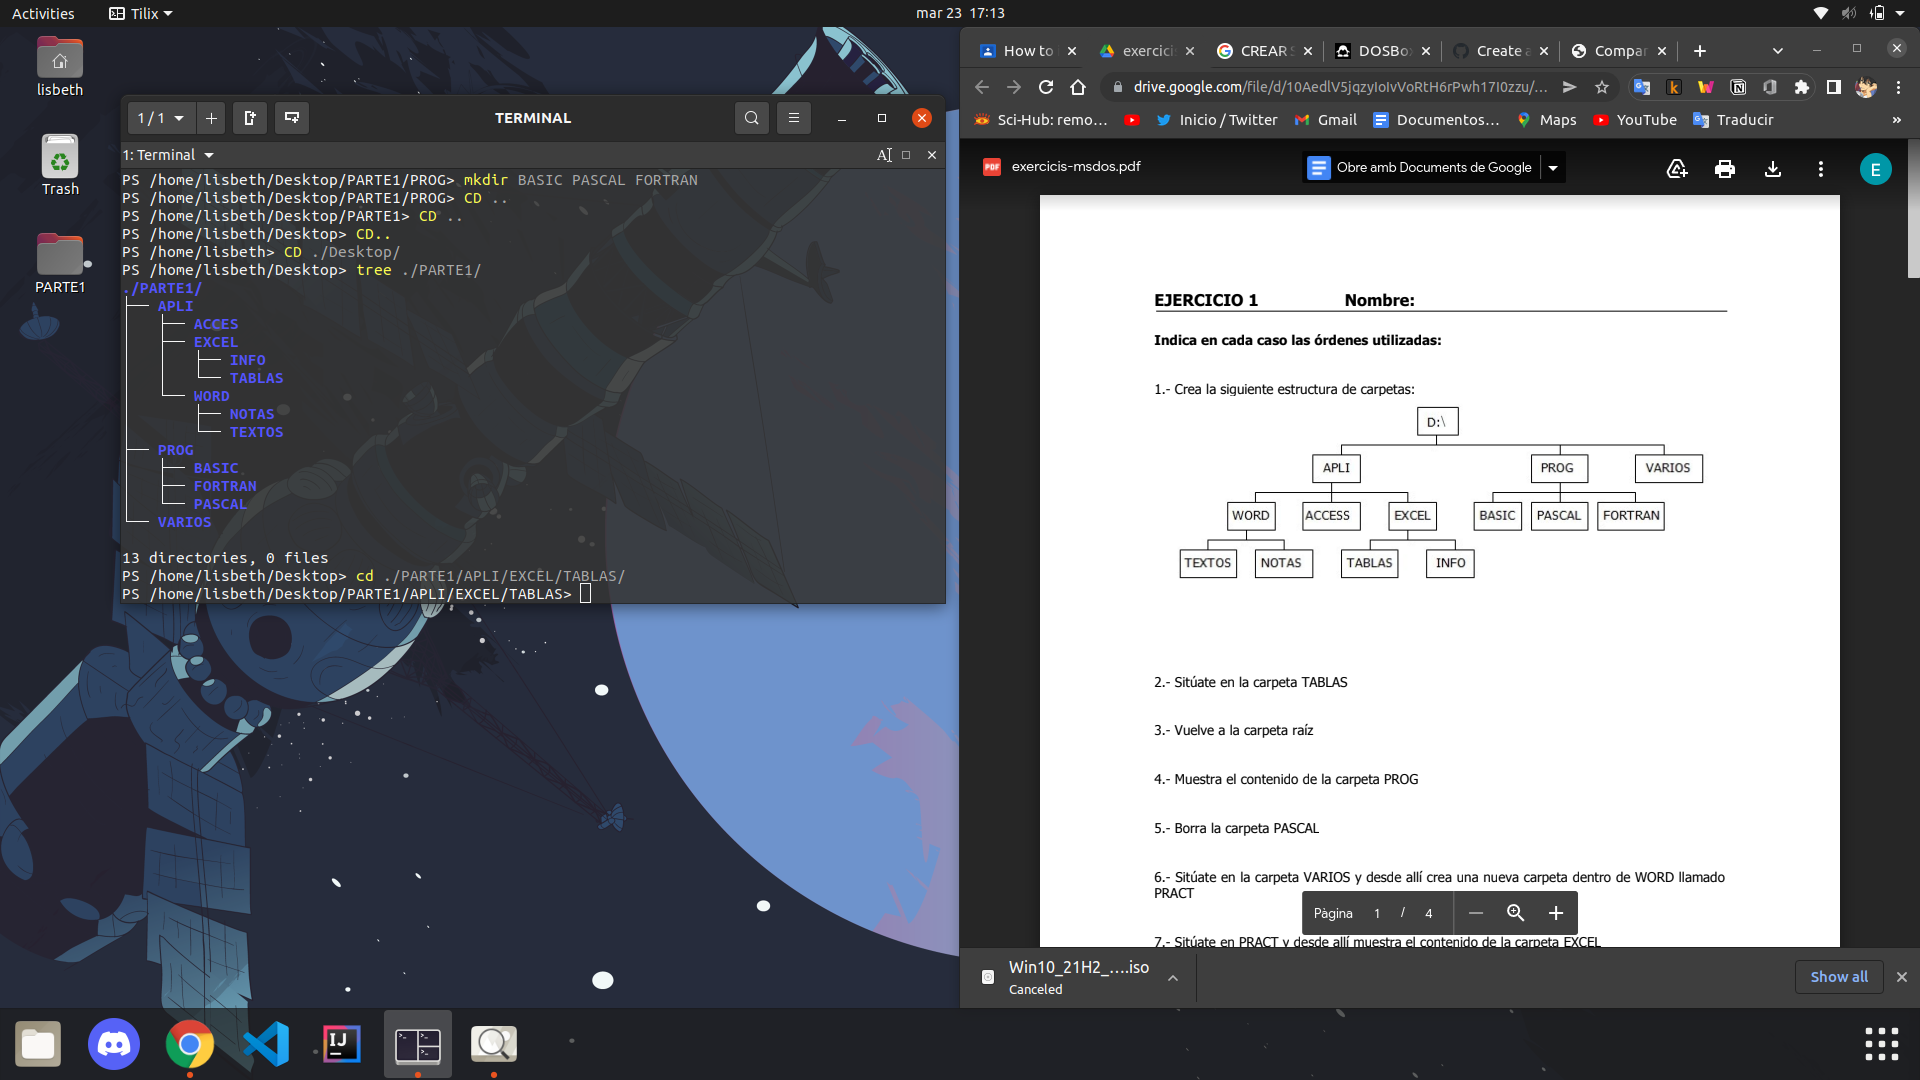 Activities
Tilix
mar 23 17:13
lisbeth
Trash
PARTE1
1 / 1
TERMINAL
1: Terminal
PS /home/lisbeth/Desktop/PARTE1/PROG> mkdir BASIC PASCAL FORTRAN
PS /home/lisbeth/Desktop/PARTE1/PROG> CD ..
PS /home/lisbeth/Desktop/PARTE1> CD ..
PS /home/lisbeth/Desktop> CD..
PS /home/lisbeth> CD ./Desktop/
PS /home/lisbeth/Desktop> tree ./PARTE1/
./PARTE1/
├── APLI
│   ├── ACCES
│   ├── EXCEL
│   │   ├── INFO
│   │   └── TABLAS
│   └── WORD
│       ├── NOTAS
│       └── TEXTOS
├── PROG
│   ├── BASIC
│   ├── FORTRAN
│   └── PASCAL
└── VARIOS
13 directories, 0 files
PS /home/lisbeth/Desktop> cd ./PARTE1/APLI/EXCEL/TABLAS/
PS /home/lisbeth/Desktop/PARTE1/APLI/EXCEL/TABLAS>
How to
exercici
CREAR
DOSBo
Create a
Compar
drive.google.com/file/d/10AedlV5jqzyIoIvVoRtH6rPwh17I0zzu/...
Sci-Hub: remo...
Inicio / Twitter
Gmail
Documentos...
Maps
YouTube
Traducir
»
PDF
exercicis-msdos.pdf
Obre amb Documents de Google
E
EJERCICIO 1 Nombre:
Indica en cada caso las órdenes utilizadas:
1.- Crea la siguiente estructura de carpetas:
D:\
APLI PROG VARIOS
WORD ACCESS EXCEL BASIC PASCAL FORTRAN
TEXTOS NOTAS TABLAS INFO
2.- Sitúate en la carpeta TABLAS
3.- Vuelve a la carpeta raíz
4.- Muestra el contenido de la carpeta PROG
5.- Borra la carpeta PASCAL
6.- Sitúate en la carpeta VARIOS y desde allí crea una nueva carpeta dentro de WORD llamado
PRACT
7.- Sitúate en PRACT y desde allí muestra el contenido de la carpeta EXCEL
Pàgina 1 / 4
Win10_21H2_....iso
Canceled
Show all
IJ